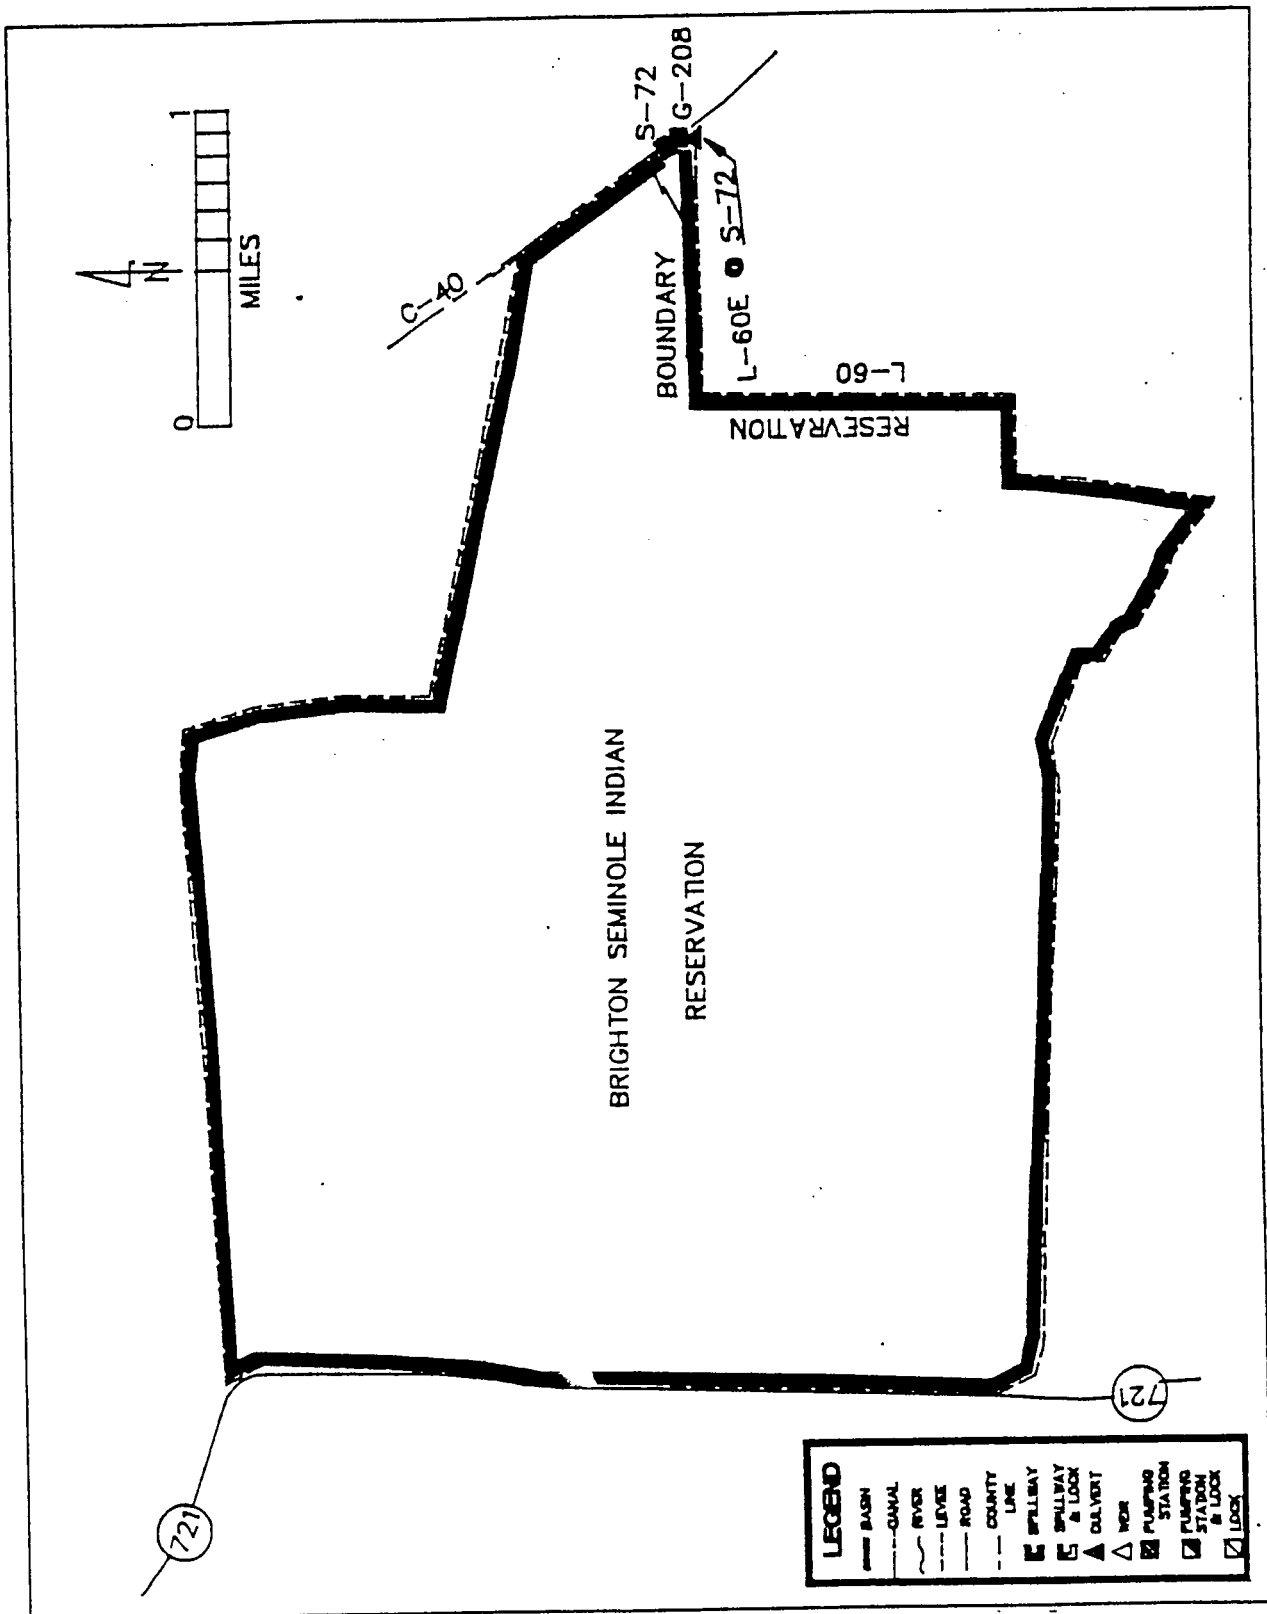 0 1
MILES
N
C-40
S-72
G-208
BOUNDARY
L-60E @ S-72
L-60
RESEVRATION
BRIGHTON SEMINOLE INDIAN
RESERVATION
721
721
LEGEND
BASIN
CANAL
RIVER
LEVEE
ROAD
COUNTY
LINE
SPILLWAY
SPILLWAY
& LOCK
CULVERT
WEIR
PUMPING
STATION
PUMPING
STATION
& LOCK
LOCK